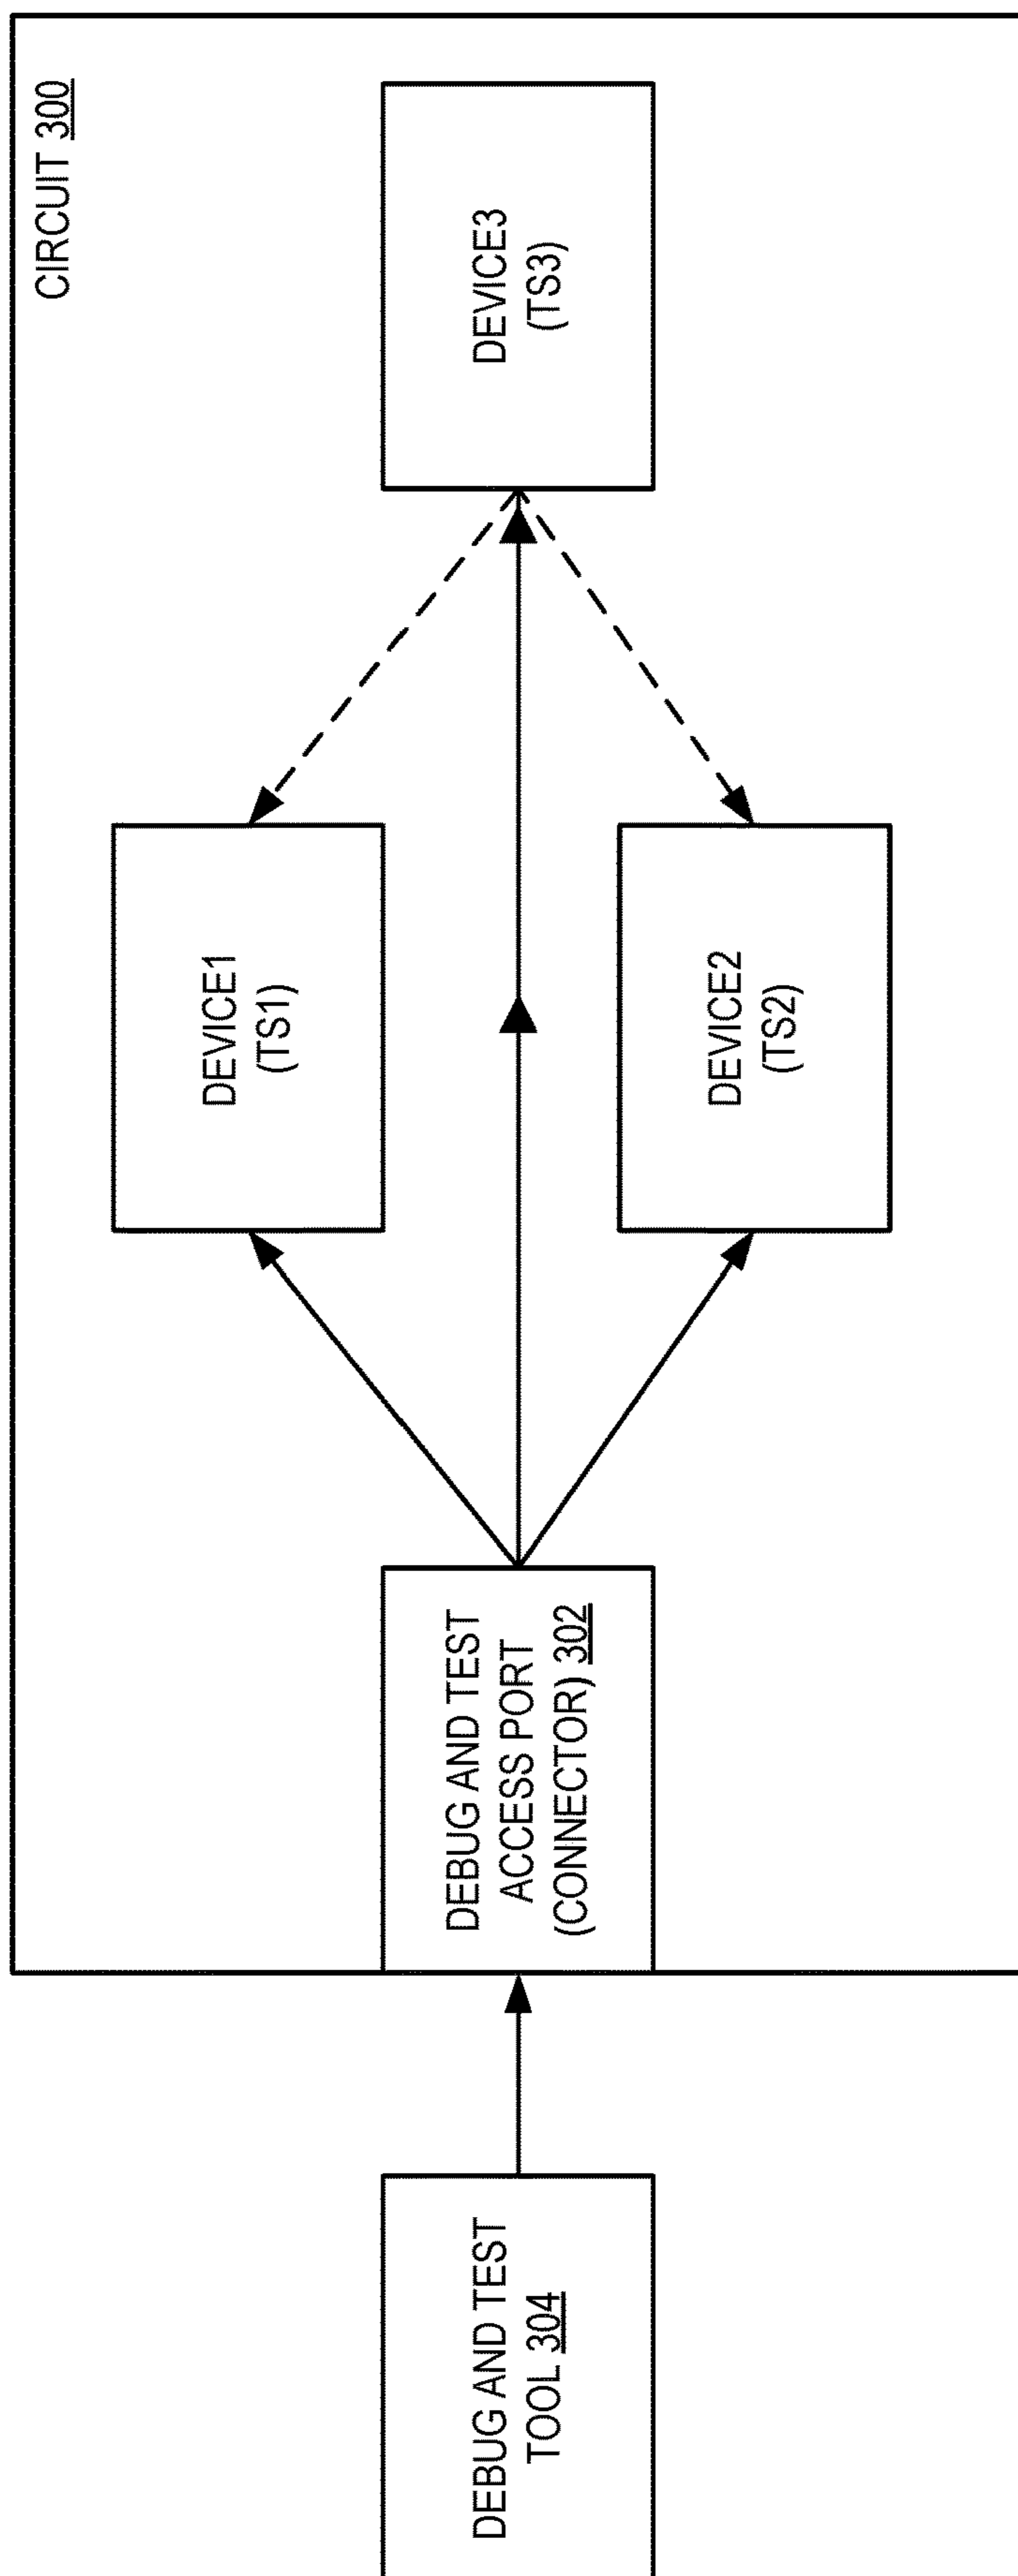 CIRCUIT 300
DEBUG AND TEST
TOOL 304
DEBUG AND TEST
ACCESS PORT
(CONNECTOR) 302
DEVICE1
(TS1)
DEVICE2
(TS2)
DEVICE3
(TS3)